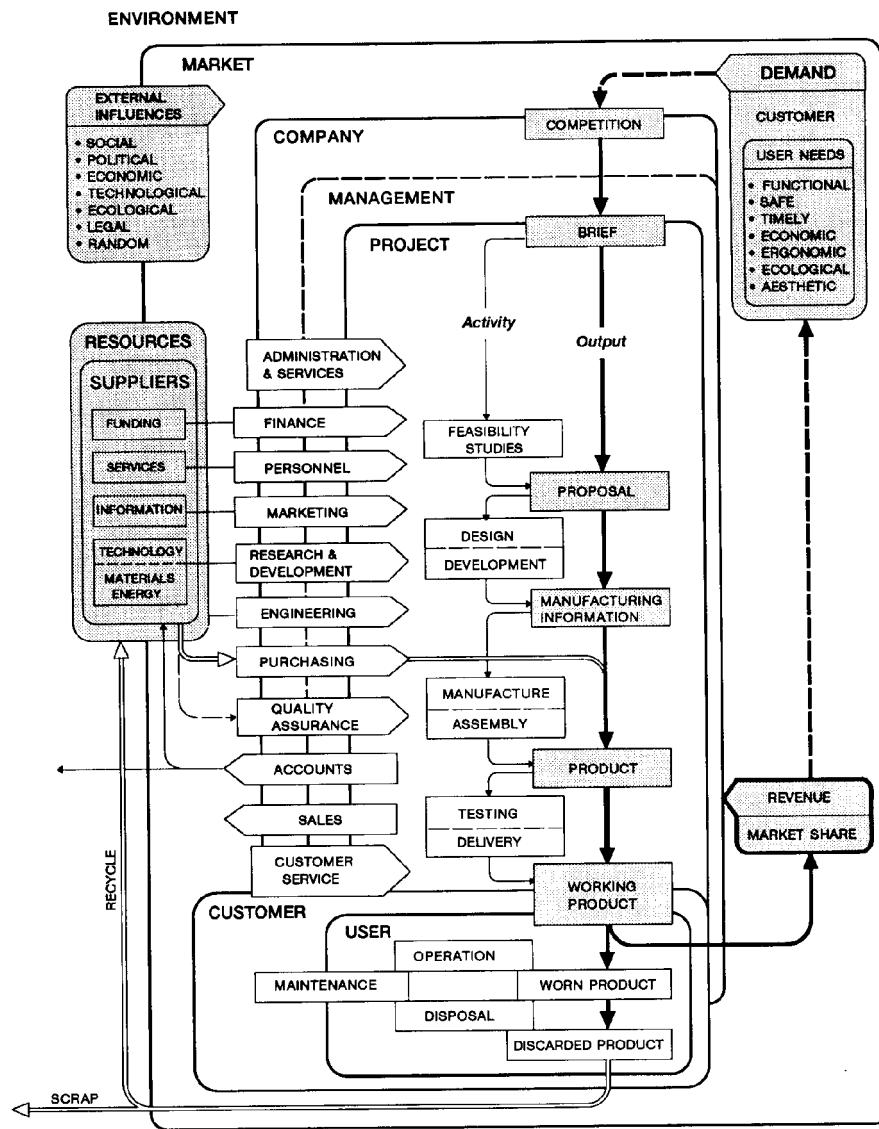 ENVIRONMENT
MARKET
EXTERNAL
INFLUENCES
• SOCIAL
• POLITICAL
• ECONOMIC
• TECHNOLOGICAL
• ECOLOGICAL
• LEGAL
• RANDOM
DEMAND
CUSTOMER
USER NEEDS
• FUNCTIONAL
• SAFE
• TIMELY
• ECONOMIC
• ERGONOMIC
• ECOLOGICAL
• AESTHETIC
COMPANY
COMPETITION
MANAGEMENT
PROJECT
BRIEF
Activity
Output
RESOURCES
SUPPLIERS
FUNDING
SERVICES
INFORMATION
TECHNOLOGY
MATERIALS
ENERGY
ADMINISTRATION
& SERVICES
FINANCE
PERSONNEL
MARKETING
RESEARCH &
DEVELOPMENT
ENGINEERING
PURCHASING
QUALITY
ASSURANCE
ACCOUNTS
SALES
CUSTOMER
SERVICE
FEASIBILITY
STUDIES
PROPOSAL
DESIGN
DEVELOPMENT
MANUFACTURING
INFORMATION
MANUFACTURE
ASSEMBLY
PRODUCT
TESTING
DELIVERY
WORKING
PRODUCT
REVENUE
MARKET SHARE
RECYCLE
CUSTOMER
USER
OPERATION
MAINTENANCE
WORN PRODUCT
DISPOSAL
DISCARDED PRODUCT
SCRAP